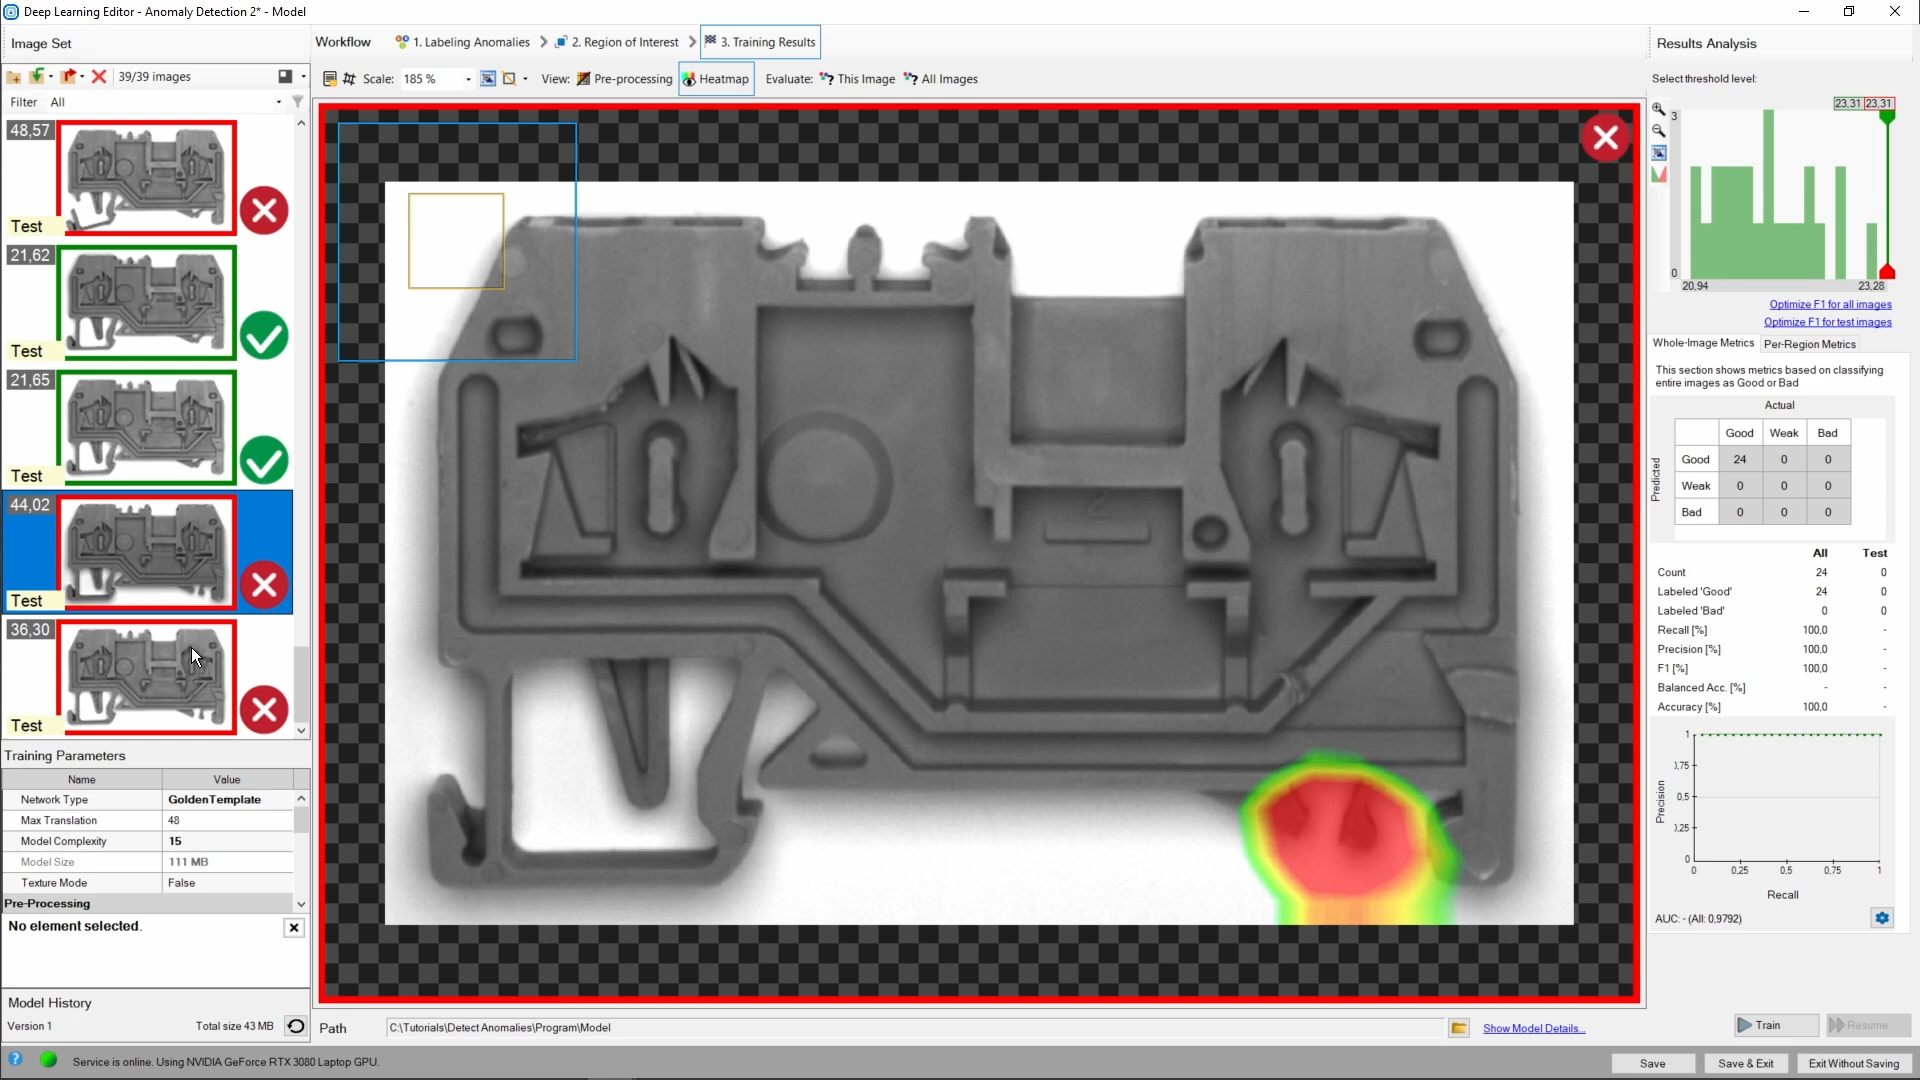 Deep Learning Editor - Anomaly Detection 2* - Model
Image Set
39/39 images
Filter All
48,57
Test
21,62
Test
21,65
Test
44,02
Test
36,30
Test
Training Parameters
Name Value
Network Type GoldenTemplate
Max Translation 48
Model Complexity 15
Model Size 111 MB
Texture Mode False
Pre-Processing
No element selected.
Model History
Version 1 Total size 43 MB
Workflow 1. Labeling Anomalies 2. Region of Interest 3. Training Results
Scale: 185 % View: Pre-processing Heatmap Evaluate: This Image All Images
Path C:\Tutorials\Detect Anomalies\Program\Model Show Model Details...
Results Analysis
Select threshold level:
23,31 23,31
3
0
20,94 23,28
Optimize F1 for all images
Optimize F1 for test images
Whole-Image Metrics Per-Region Metrics
This section shows metrics based on classifying
entire images as Good or Bad
Actual
Good Weak Bad
Predicted
Good 24 0 0
Weak 0 0 0
Bad 0 0 0
All Test
Count 24 0
Labeled 'Good' 24 0
Labeled 'Bad' 0 0
Recall [%] 100,0 -
Precision [%] 100,0 -
F1 [%] 100,0 -
Balanced Acc. [%] - -
Accuracy [%] 100,0 -
Precision
1
),75
0,5
),25
0
0 0,25 0,5 0,75 1
Recall
AUC: - (All: 0,9792)
Train Resume
Service is online. Using NVIDIA GeForce RTX 3080 Laptop GPU.
Save Save & Exit Exit Without Saving